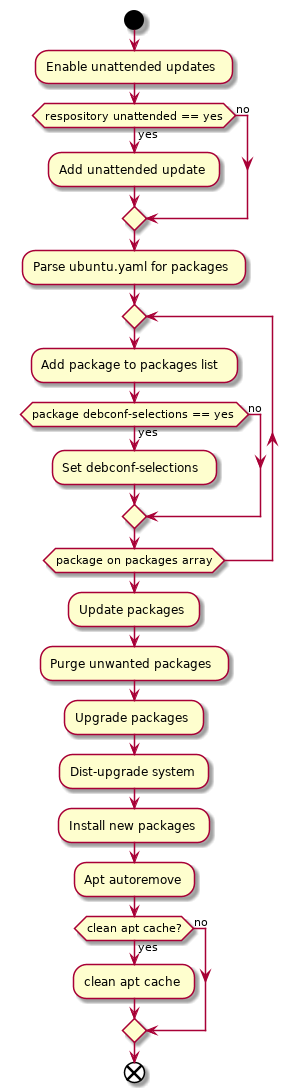 Enable unattended updates
respository unattended == yes
no
yes
Add unattended update
Parse ubuntu.yaml for packages
Add package to packages list
package debconf-selections == yes
no
yes
Set debconf-selections
package on packages array
Update packages
Purge unwanted packages
Upgrade packages
Dist-upgrade system
Install new packages
Apt autoremove
clean apt cache?
no
yes
clean apt cache